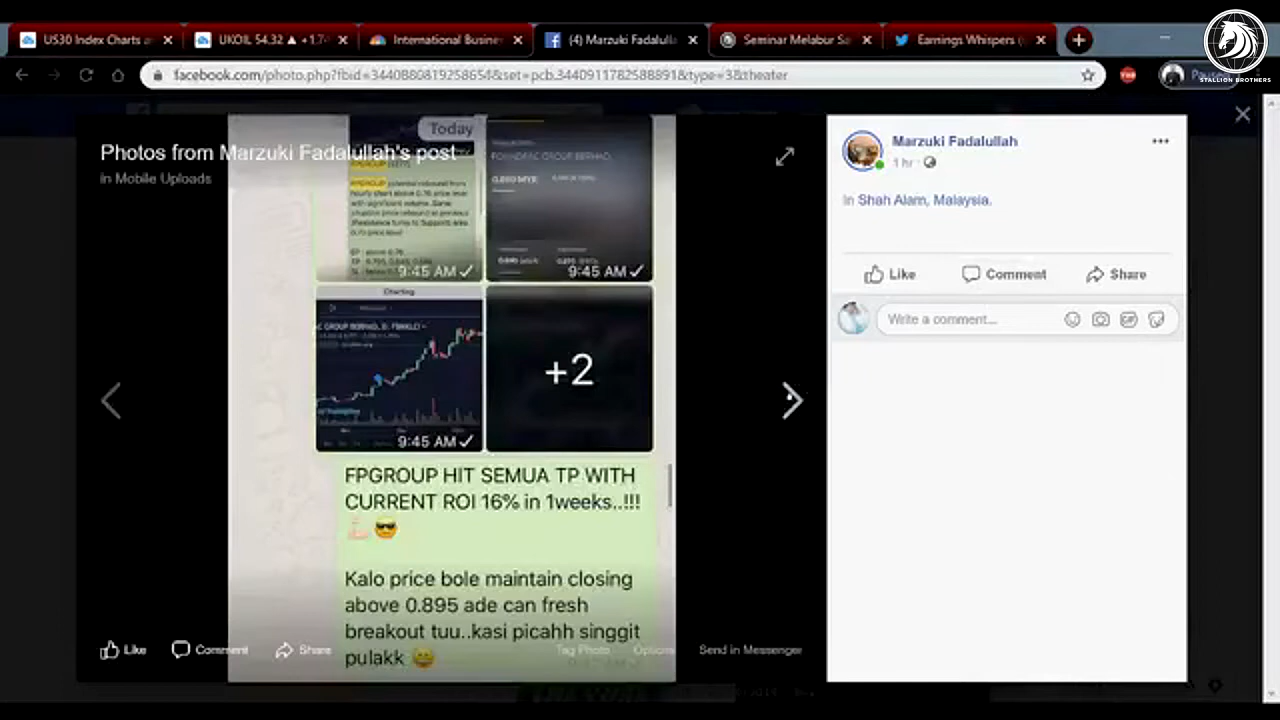 US30 Index Charts a
UKOIL 54.32 ▲ +1.7
International Busine
(4) Marzuki Fadalull
Seminar Melabur Sa
Earnings Whispers (
STALLION BROTHERS
facebook.com/photo.php?fbid=3440880819258654&set=pcb.3440911782588891&type=3&theater
Photos from Marzuki Fadalullah's post
in Mobile Uploads
Today
9:45 AM
9:45 AM
Charting
9:45 AM
+2
FPGROUP HIT SEMUA TP WITH
CURRENT ROI 16% in 1weeks..!!!
💪🏻 😎
Kalo price bole maintain closing
above 0.895 ade can fresh
breakout tuu..kasi picahh singgit
pulakk 😄
Like
Comment
Share
Tag Photo
Options
Send in Messenger
Marzuki Fadalullah
1 hr
In Shah Alam, Malaysia.
Like
Comment
Share
Write a comment...